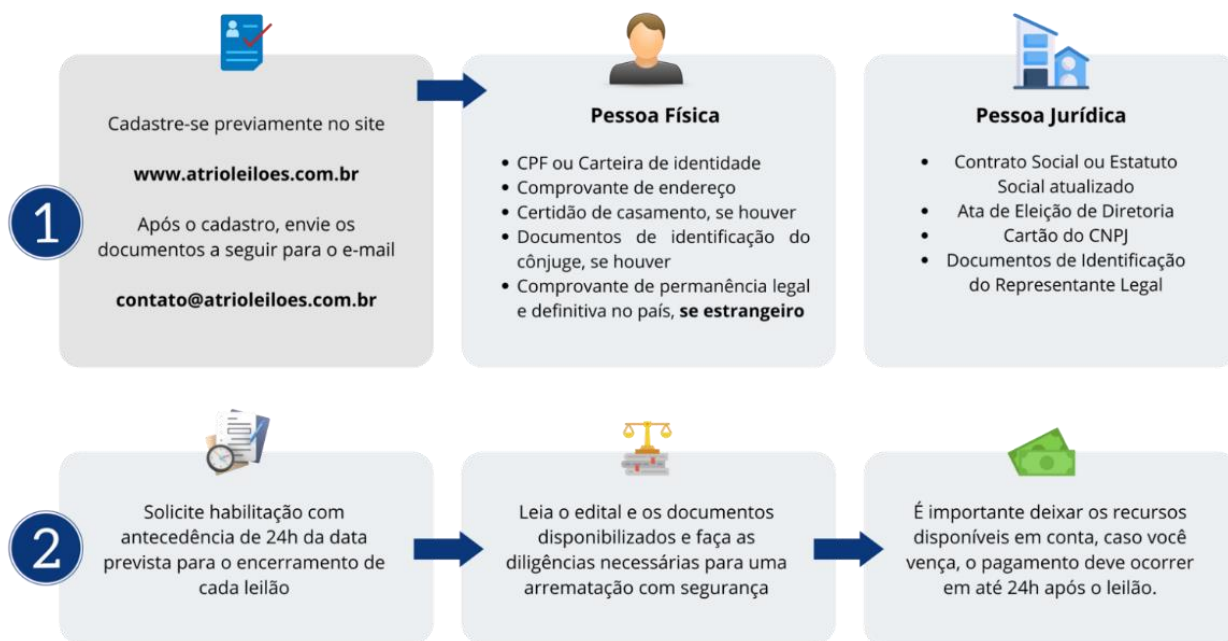 1
Cadastre-se previamente no site
www.atrioleiloes.com.br
Após o cadastro, envie os
documentos a seguir para o e-mail
contato@atrioleiloes.com.br
Pessoa Física
• CPF ou Carteira de identidade
• Comprovante de endereço
• Certidão de casamento, se houver
• Documentos de identificação do
cônjuge, se houver
• Comprovante de permanência legal
e definitiva no país, se estrangeiro
Pessoa Jurídica
• Contrato Social ou Estatuto
Social atualizado
• Ata de Eleição de Diretoria
• Cartão do CNPJ
• Documentos de Identificação
do Representante Legal
2
Solicite habilitação com
antecedência de 24h da data
prevista para o encerramento de
cada leilão
Leia o edital e os documentos
disponibilizados e faça as
diligências necessárias para uma
arrematação com segurança
É importante deixar os recursos
disponíveis em conta, caso você
vença, o pagamento deve ocorrer
em até 24h após o leilão.